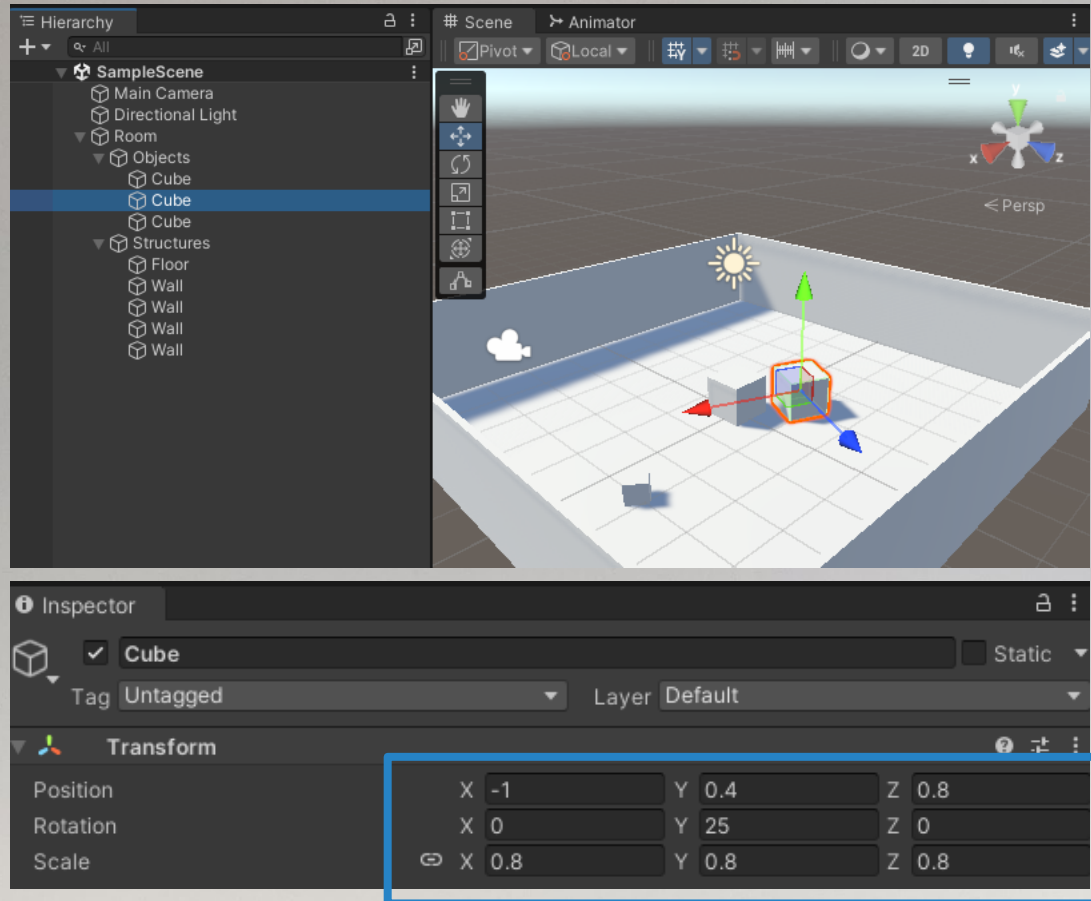 Hierarchy
All
SampleScene
Main Camera
Directional Light
Room
Objects
Cube
Cube
Cube
Structures
Floor
Wall
Wall
Wall
Wall
Scene Animator
Pivot Local 2D
y
x z
Persp
Inspector
Cube Static
Tag Untagged Layer Default
Transform
Position X -1 Y 0.4 Z 0.8
Rotation X 0 Y 25 Z 0
Scale X 0.8 Y 0.8 Z 0.8